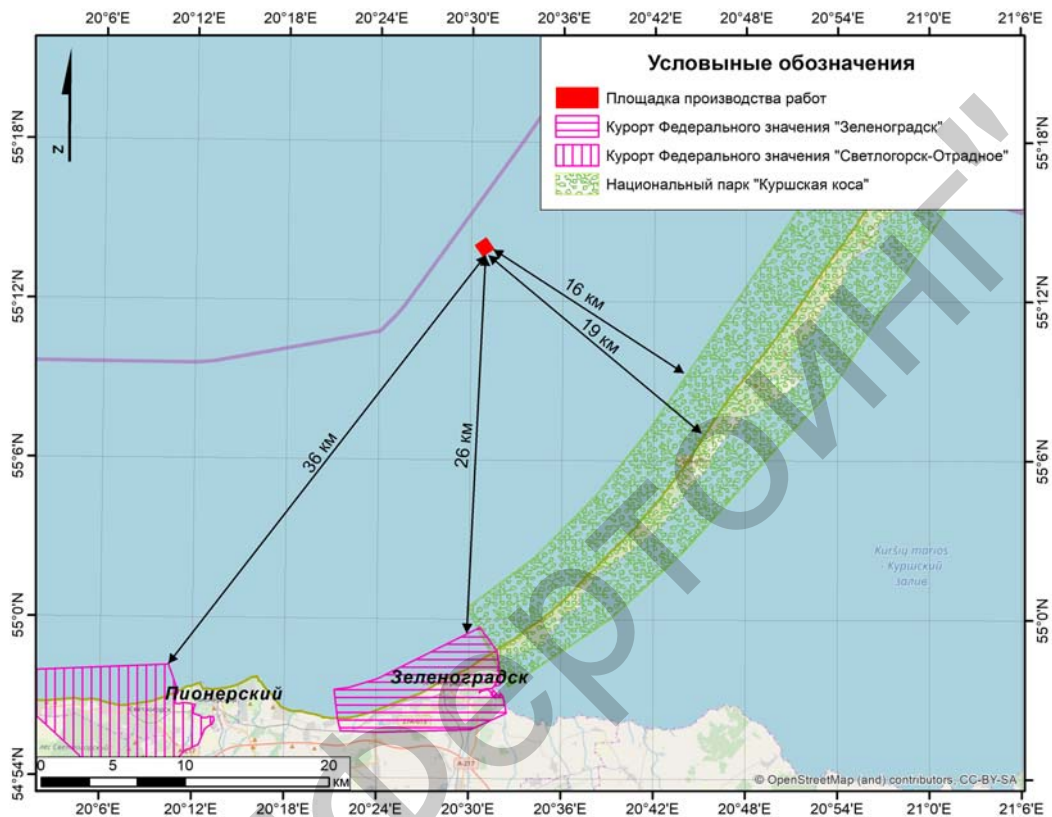 20°6'E 20°12'E 20°18'E 20°24'E 20°30'E 20°36'E 20°42'E 20°48'E 20°54'E 21°0'E 21°6'E
Условыные обозначения
Площадка производства работ
Курорт Федерального значения "Зеленоградск"
Курорт Федерального значения "Светлогорск-Отрадное"
Национальный парк "Куршская коса"
z
55°18'N
55°18'N
16 км
55°12'N
55°12'N
19 км
36 км
26 км
55°6'N
55°6'N
Kuršių marios
- Куршский
залив
55°0'N
55°0'N
Зеленоградск
Пионерский
A-217
54°54'N
0 5 10 20
КМ
© OpenStreetMap (and) contributors, CC-BY-SA
20°6'E 20°12'E 20°18'E 20°24'E 20°30'E 20°36'E 20°42'E 20°48'E 20°54'E 21°0'E 21°6'E
ертоинг"